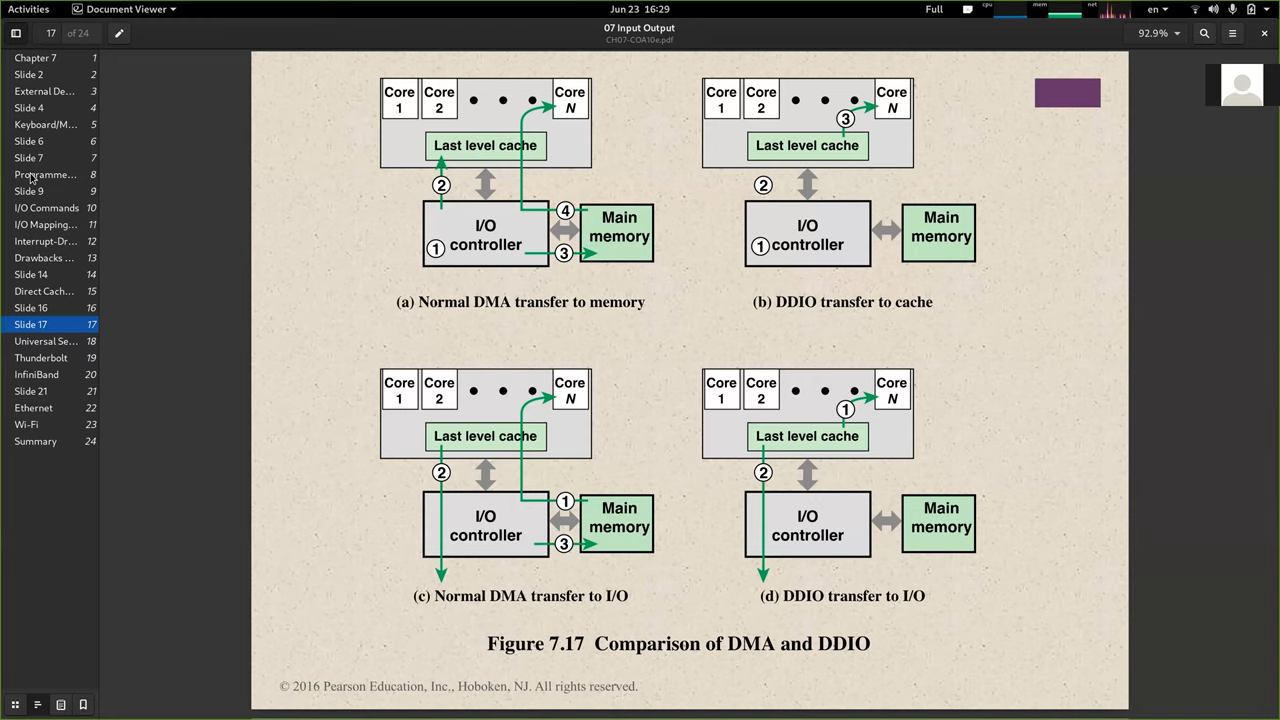 Activities
Document Viewer
Jun 23 16:29
Full
cpu
mem
net
en
17 of 24
07 Input Output
CH07-COA10e.pdf
92.9%
Chapter 7 1
Slide 2 2
External De... 3
Slide 4 4
Keyboard/M... 5
Slide 6 6
Slide 7 7
Programme... 8
Slide 9 9
I/O Commands 10
I/O Mapping... 11
Interrupt-Dr... 12
Drawbacks ... 13
Slide 14 14
Direct Cach... 15
Slide 16 16
Slide 17 17
Universal Se... 18
Thunderbolt 19
InfiniBand 20
Slide 21 21
Ethernet 22
Wi-Fi 23
Summary 24
Core 1
Core 2
Core N
Last level cache
2
4
I/O controller
1
3
Main memory
(a) Normal DMA transfer to memory
Core 1
Core 2
Core N
3
Last level cache
2
I/O controller
1
Main memory
(b) DDIO transfer to cache
Core 1
Core 2
Core N
Last level cache
2
1
I/O controller
3
Main memory
(c) Normal DMA transfer to I/O
Core 1
Core 2
Core N
1
Last level cache
2
I/O controller
Main memory
(d) DDIO transfer to I/O
Figure 7.17 Comparison of DMA and DDIO
© 2016 Pearson Education, Inc., Hoboken, NJ. All rights reserved.